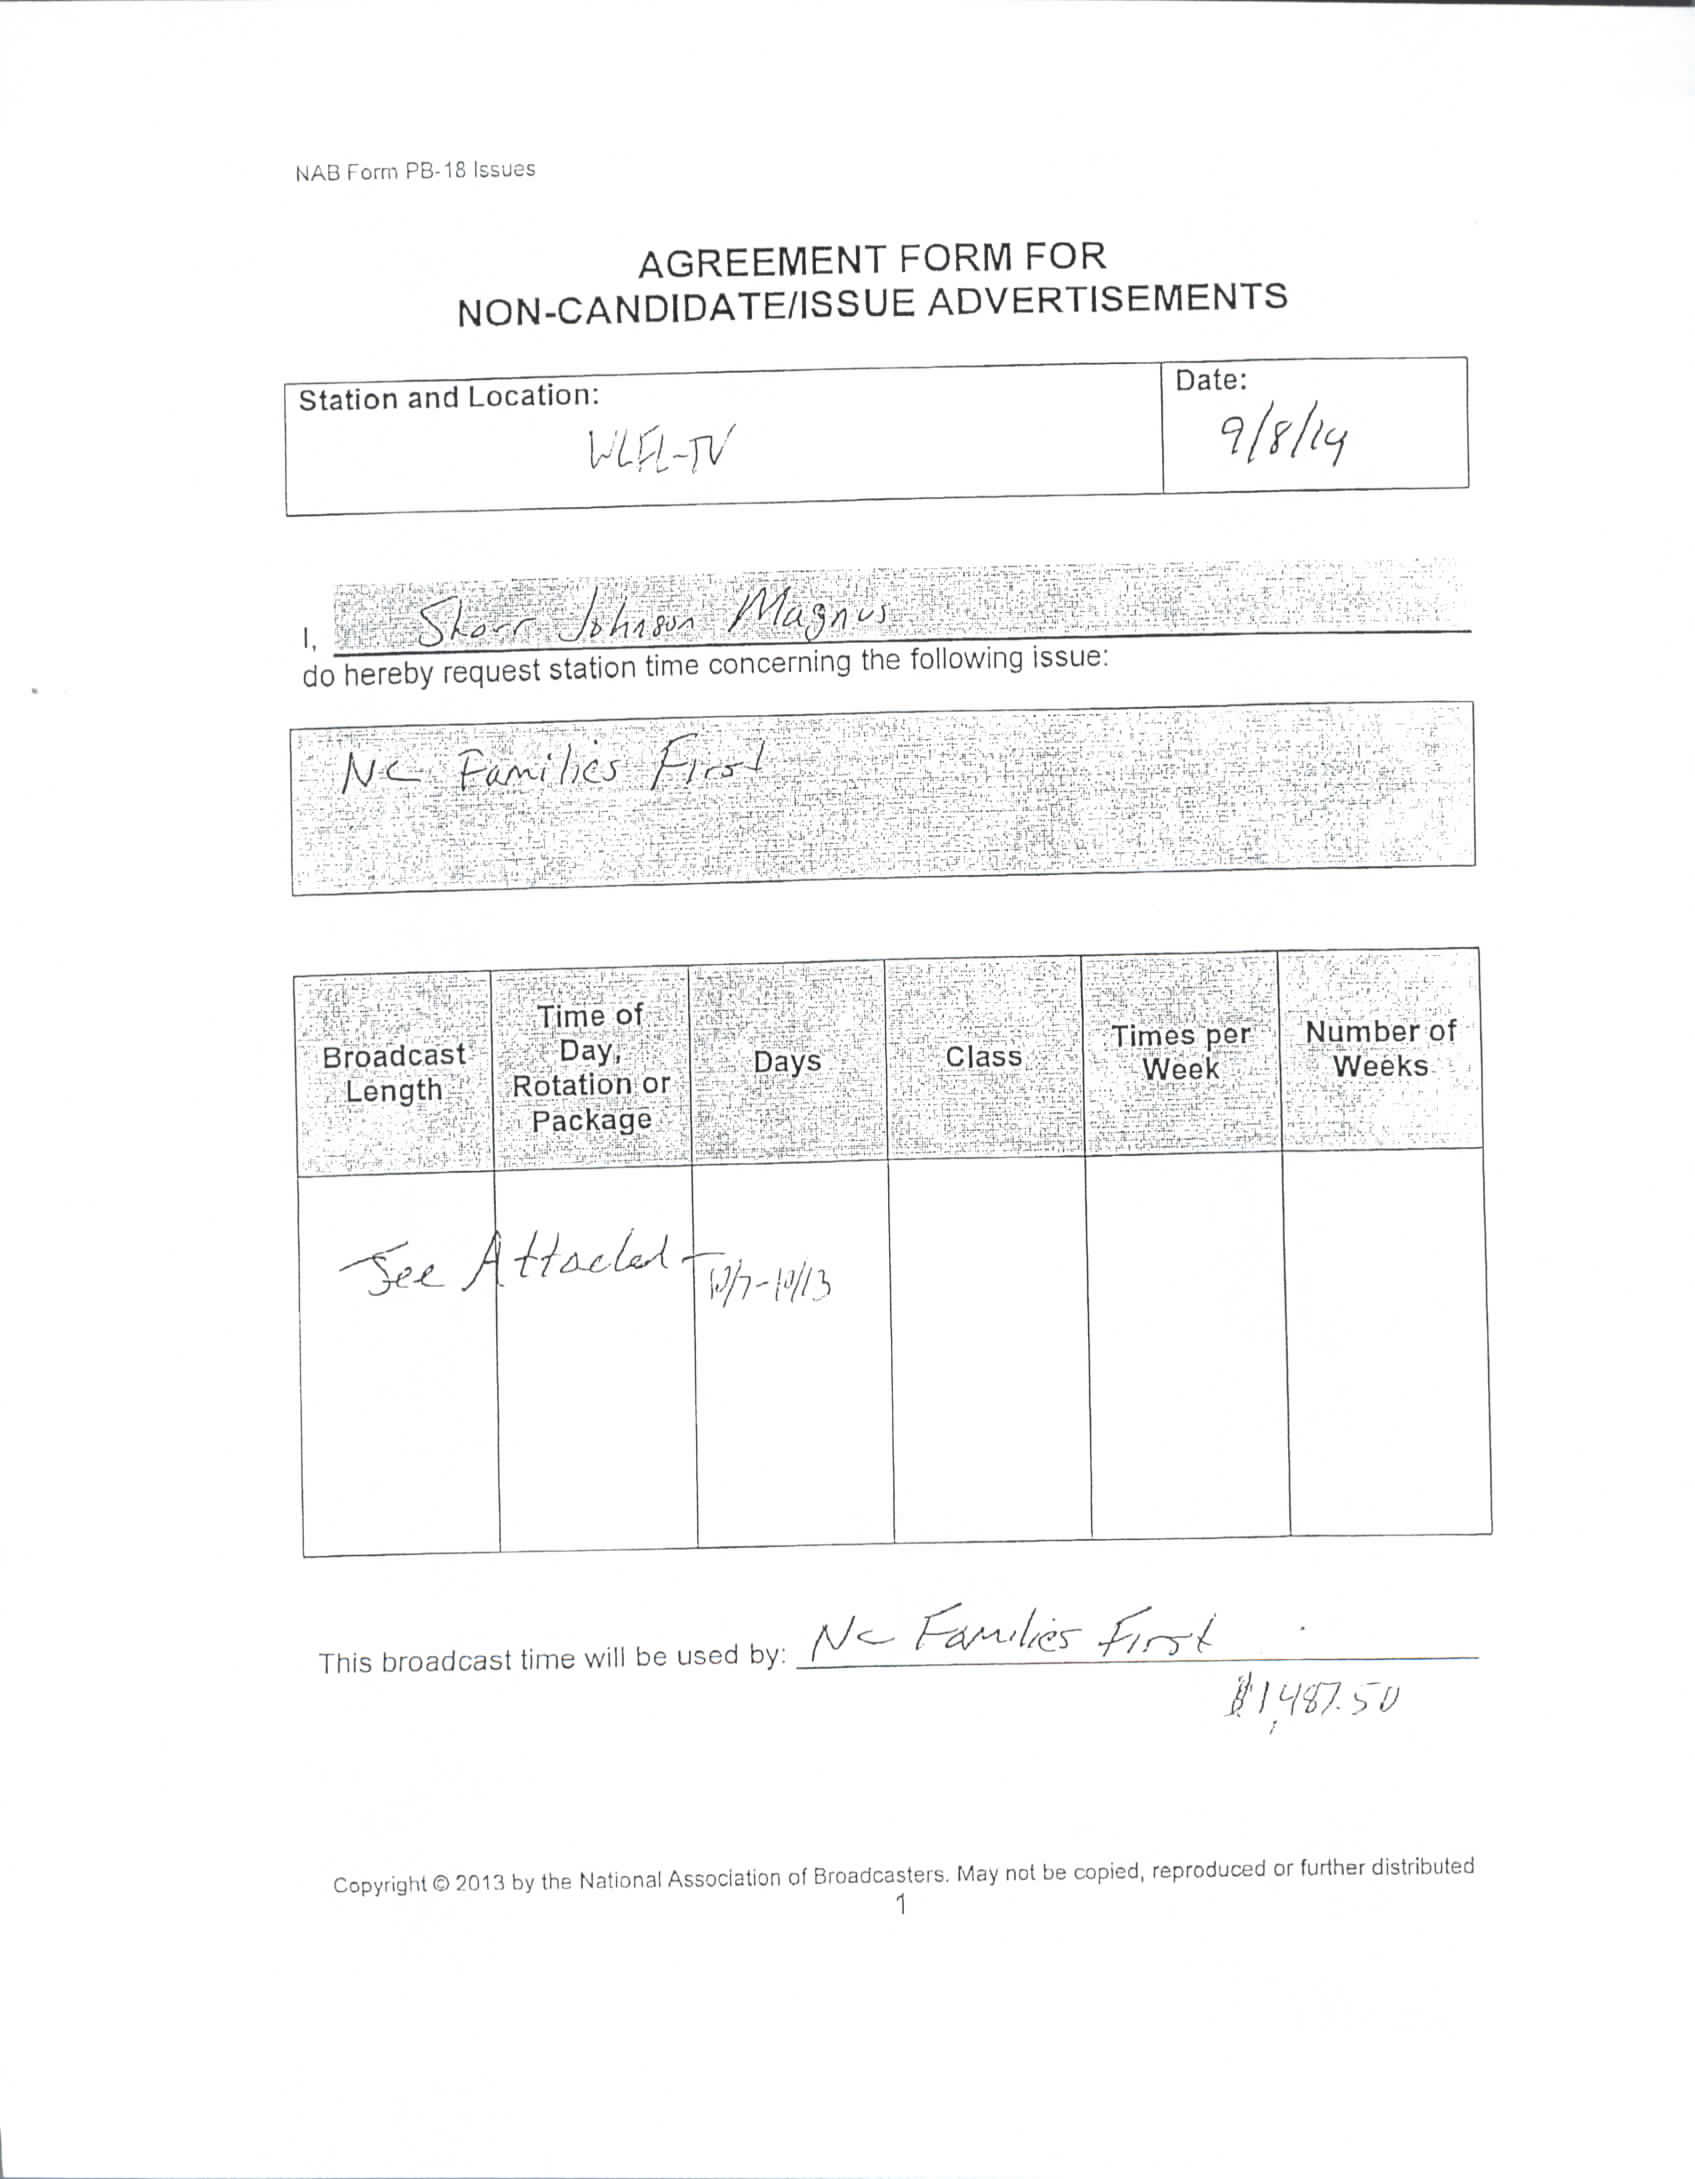 NAB Form PB-18 Issues
AGREEMENT FORM FOR
NON-CANDIDATE/ISSUE ADVERTISEMENTS
Station and Location:
WLFL-TV
Date:
9/8/14
I, Shorr Johnson Magnus
do hereby request station time concerning the following issue:
NC Families First
Broadcast Length
Time of Day, Rotation or Package
Days
Class
Times per Week
Number of Weeks
See Attached - 10/7-10/13
This broadcast time will be used by: NC Families First
$1,487.50
Copyright © 2013 by the National Association of Broadcasters. May not be copied, reproduced or further distributed
1